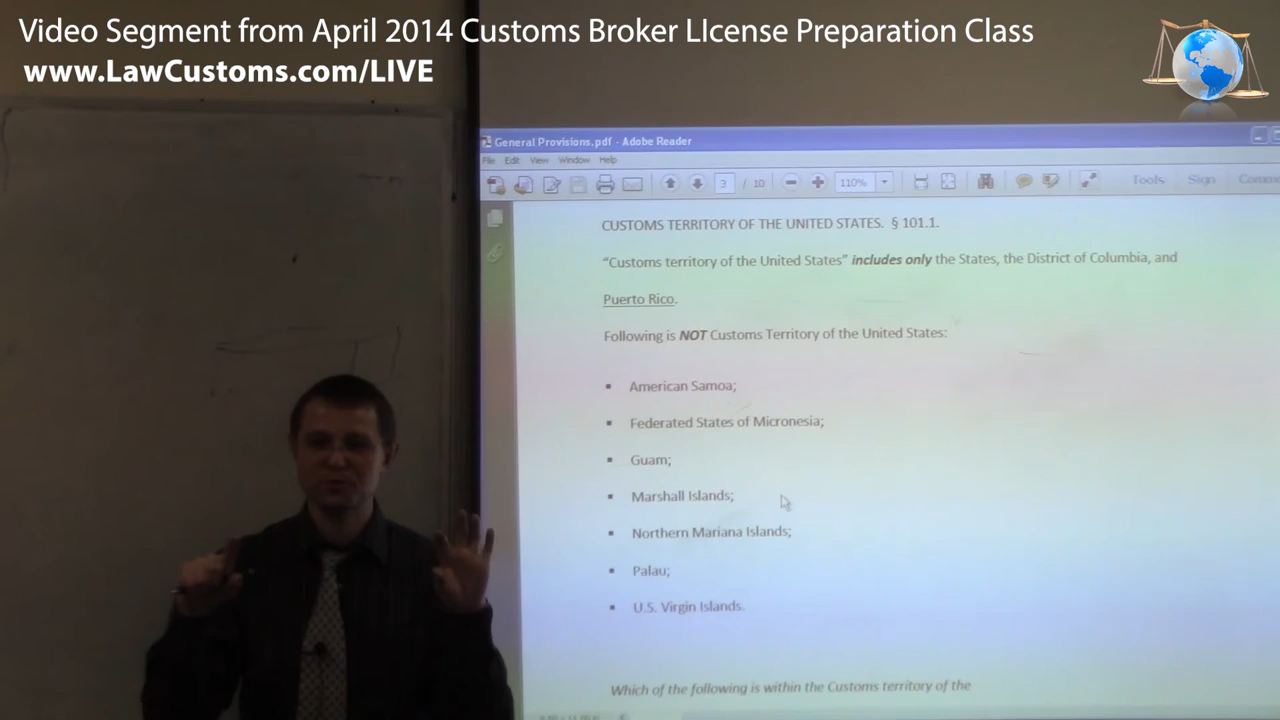 Video Segment from April 2014 Customs Broker LIcense Preparation Class
www.LawCustoms.com/LIVE
General Provisions.pdf - Adobe Reader
File Edit View Window Help
3 / 10 110% Tools Sign
CUSTOMS TERRITORY OF THE UNITED STATES. § 101.1.
“Customs territory of the United States” includes only the States, the District of Columbia, and
Puerto Rico.
Following is NOT Customs Territory of the United States:
▪ American Samoa;
▪ Federated States of Micronesia;
▪ Guam;
▪ Marshall Islands;
▪ Northern Mariana Islands;
▪ Palau;
▪ U.S. Virgin Islands.
Which of the following is within the Customs territory of the